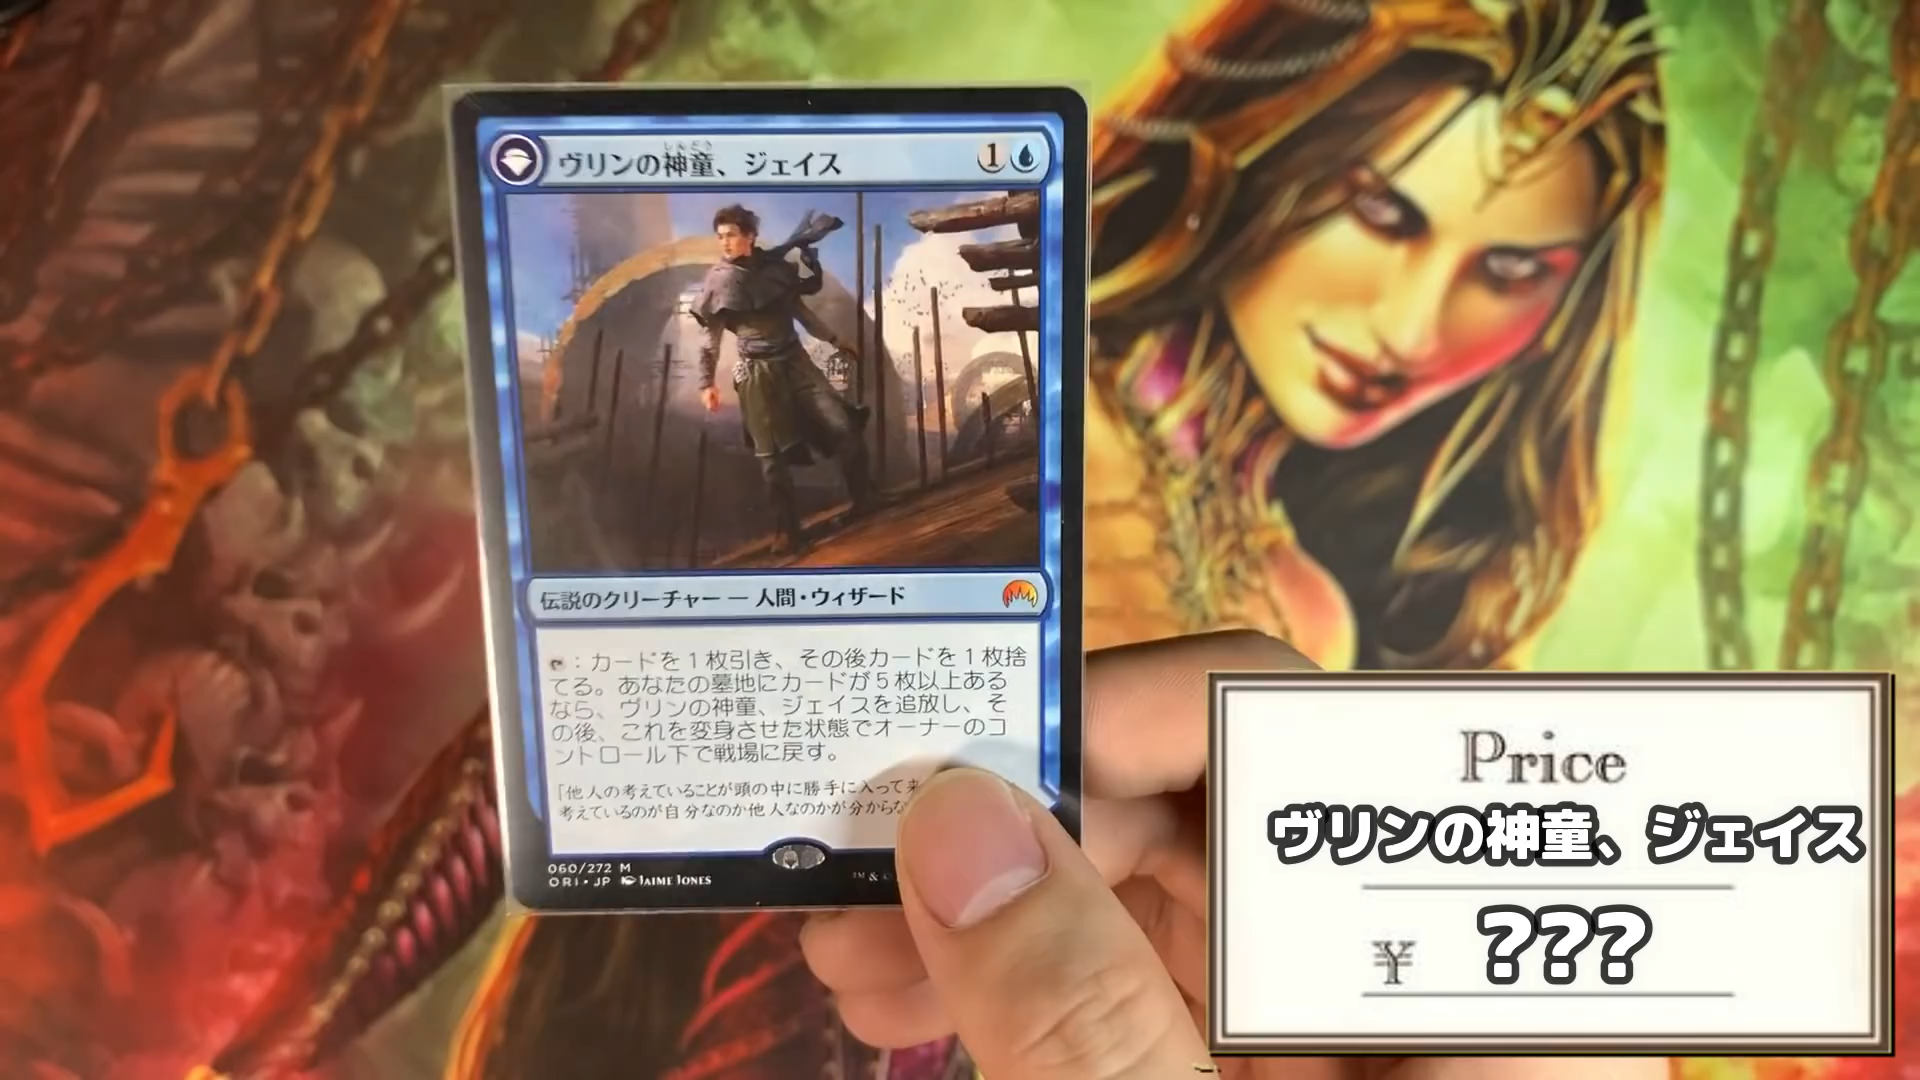 ヴリンの神童、ジェイス
1
伝説のクリーチャー — 人間・ウィザード
：カードを１枚引き、その後カードを１枚捨
てる。あなたの墓地にカードが５枚以上ある
なら、ヴリンの神童、ジェイスを追放し、そ
の後、これを変身させた状態でオーナーのコ
ントロール下で戦場に戻す。
「他人の考えていることが頭の中に勝手に入って来
考えているのが自分なのか他人なのかが分からな
060/272 M
ORI • JP JAIME JONES
™ &
Price
ヴリンの神童、ジェイス
¥ ???